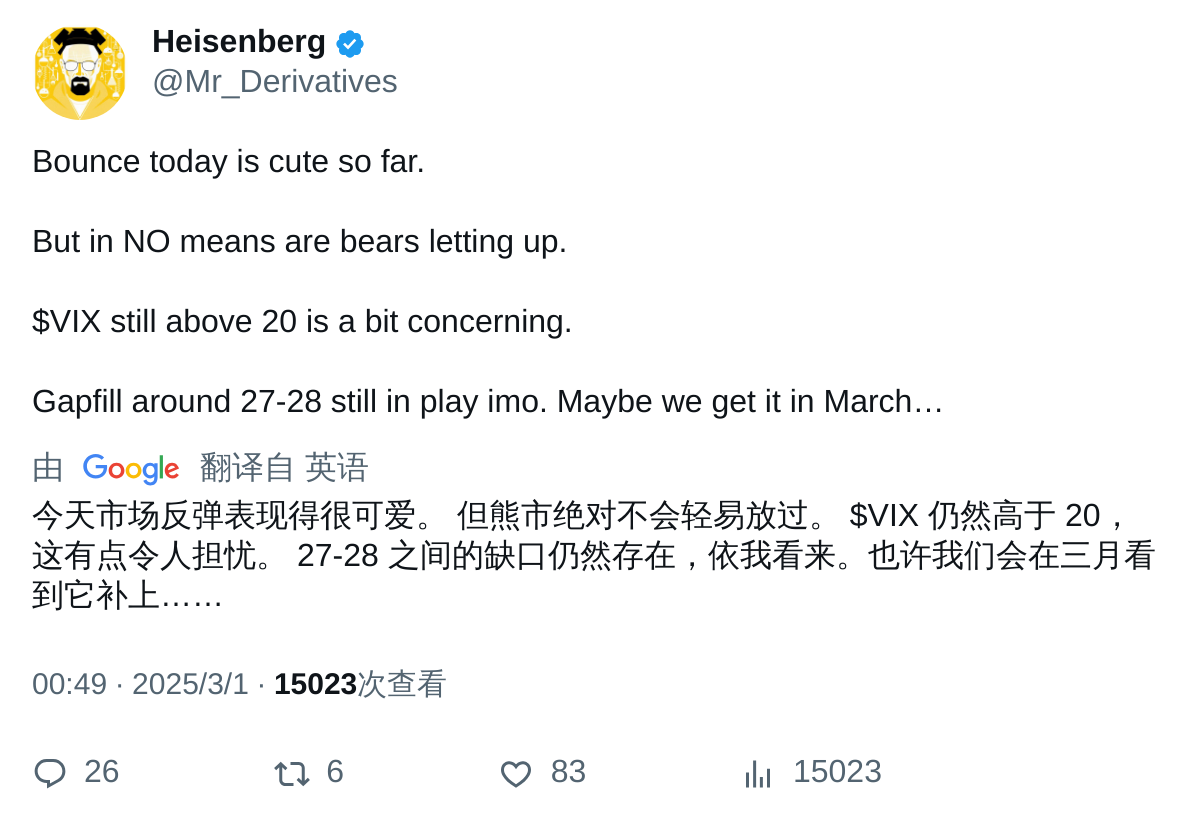 Heisenberg
@Mr_Derivatives
Bounce today is cute so far.
But in NO means are bears letting up.
$VIX still above 20 is a bit concerning.
Gapfill around 27-28 still in play imo. Maybe we get it in March…
由 Google 翻译自 英语
今天市场反弹表现得很可爱。 但熊市绝对不会轻易放过。 $VIX 仍然高于 20，
这有点令人担忧。 27-28 之间的缺口仍然存在，依我看来。也许我们会在三月看
到它补上……
00:49 · 2025/3/1 · 15023次查看
26 6 83 15023